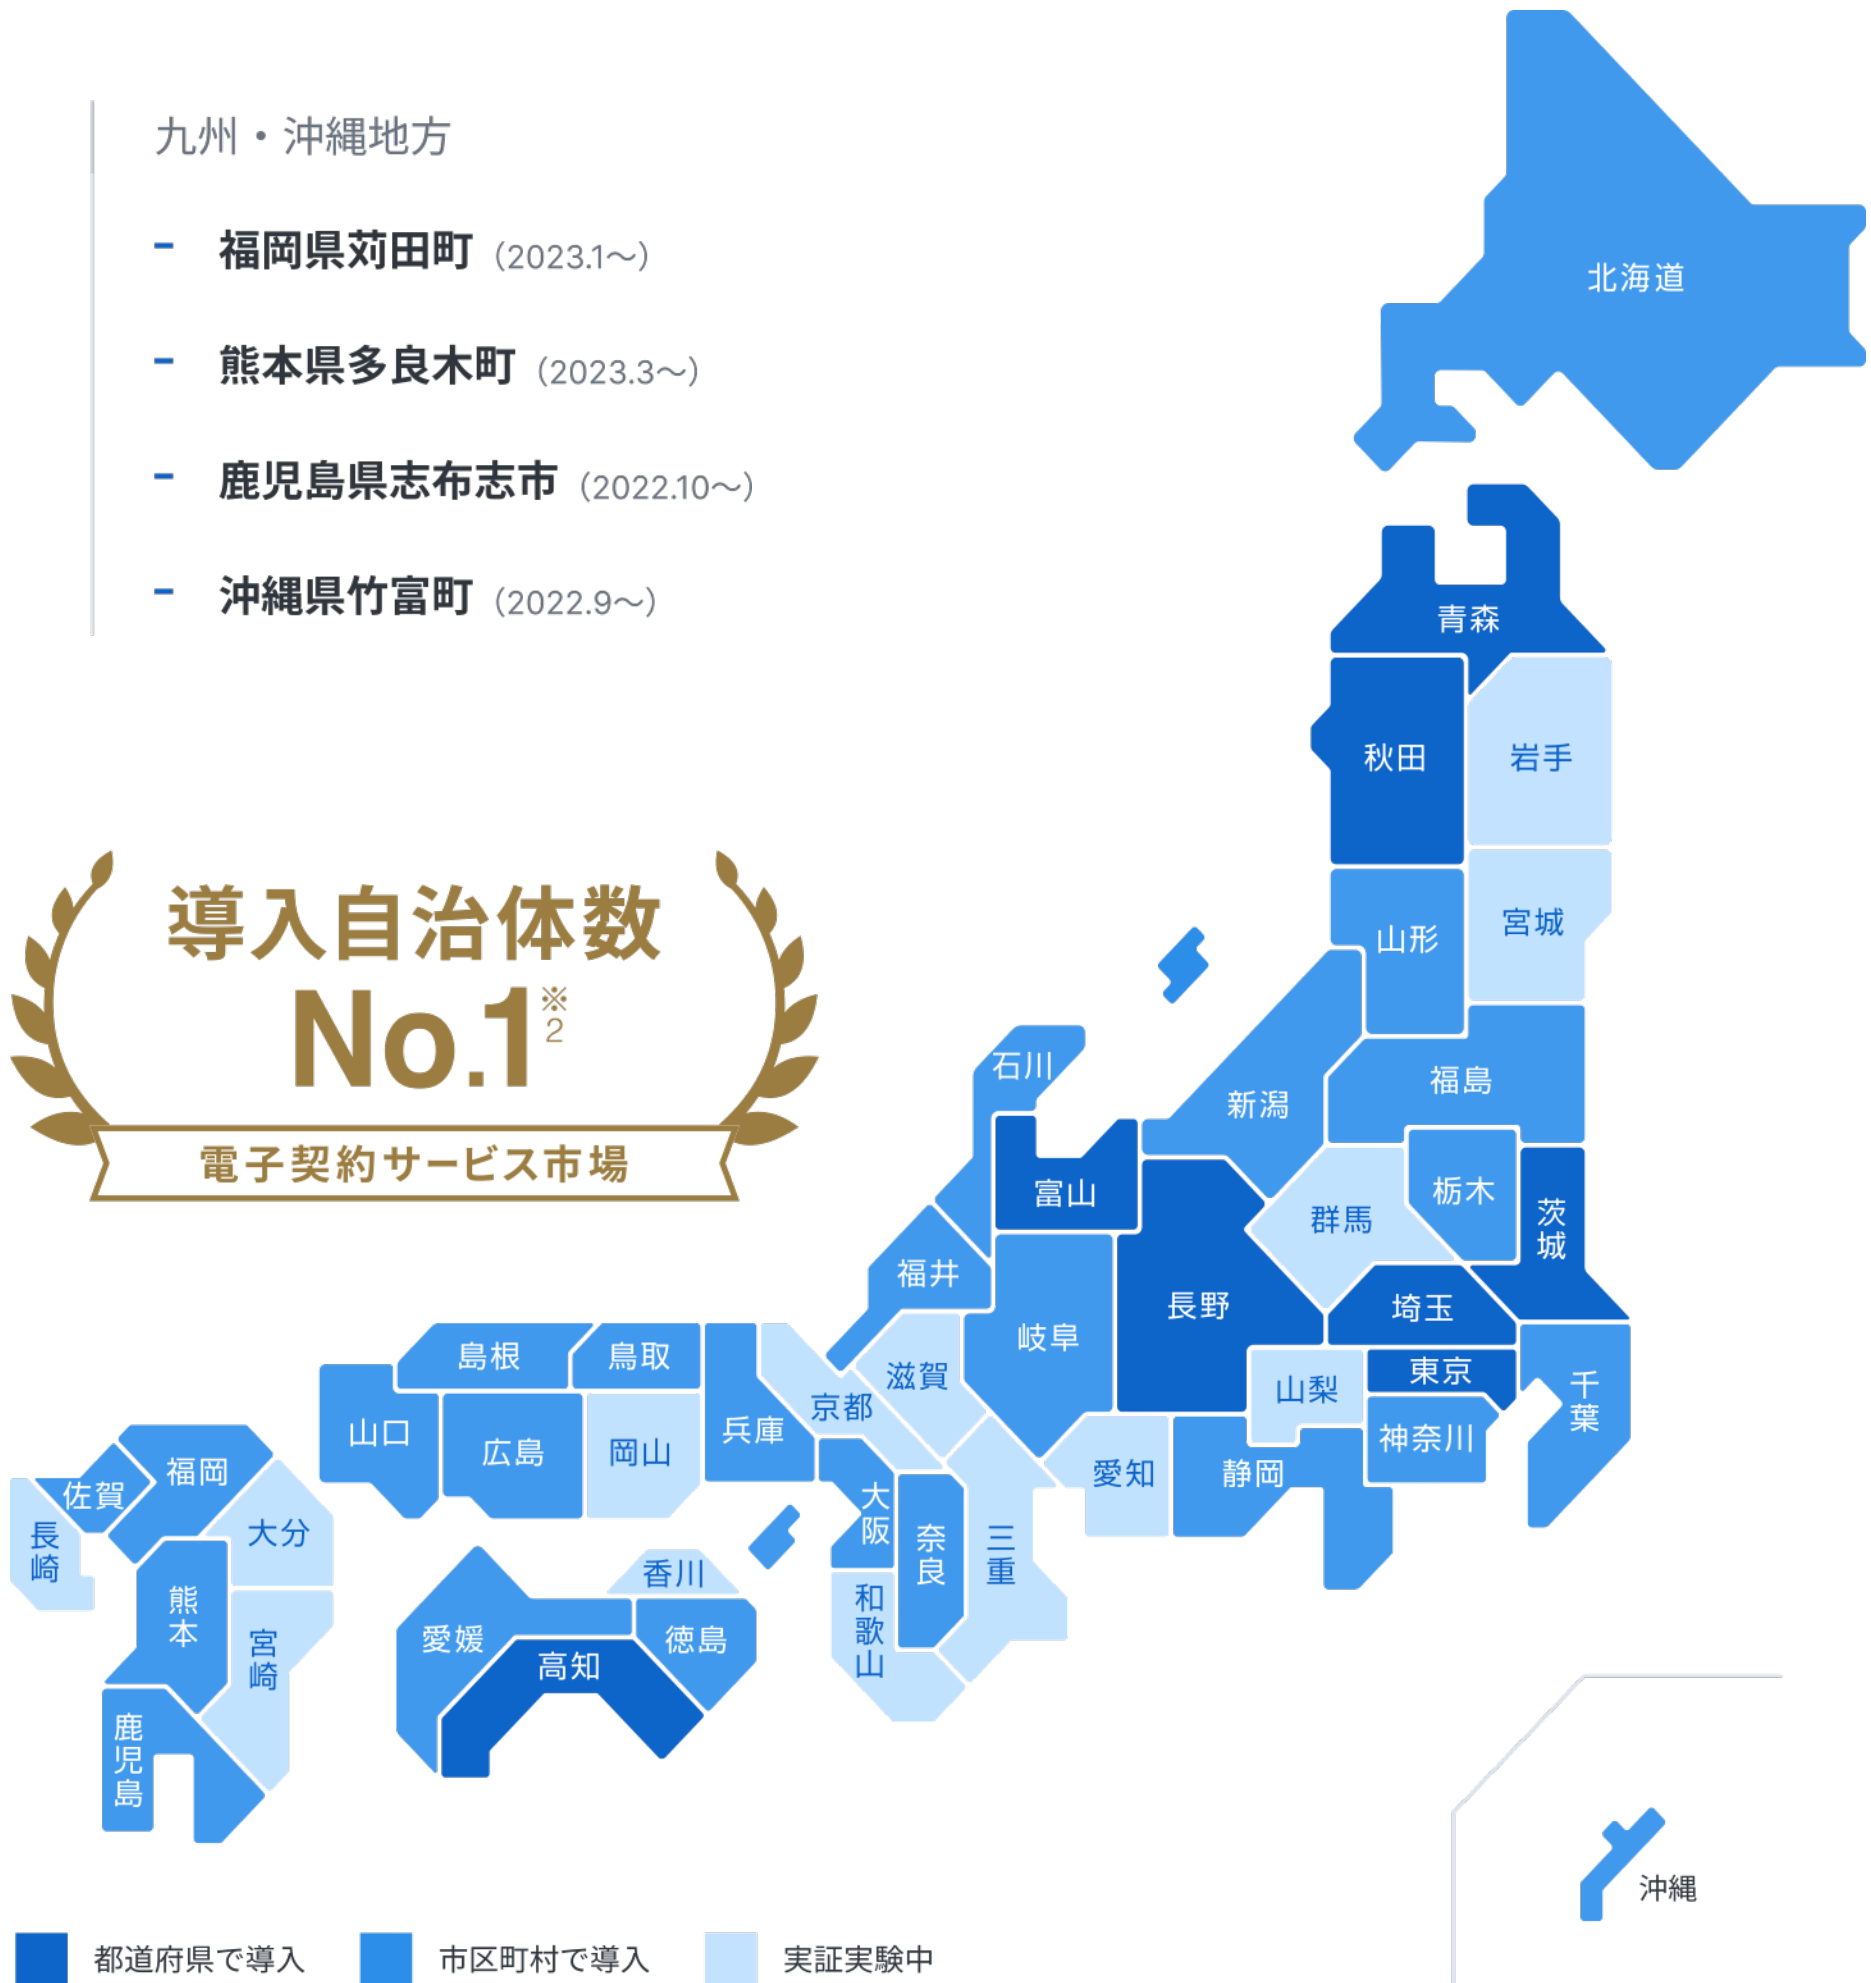 九州・沖縄地方
- 福岡県苅田町（2023.1～）
- 熊本県多良木町（2023.3～）
- 鹿児島県志布志市（2022.10～）
- 沖縄県竹富町（2022.9～）
導入自治体数
No.1※2
電子契約サービス市場
北海道
青森
秋田
岩手
山形
宮城
石川
新潟
福島
富山
群馬
栃木
茨城
福井
長野
埼玉
岐阜
島根
鳥取
滋賀
山梨
東京
千葉
京都
山口
広島
岡山
兵庫
愛知
静岡
神奈川
福岡
佐賀
大阪
長崎
大分
奈良
三重
香川
熊本
和歌山
宮崎
愛媛
徳島
高知
鹿児島
沖縄
都道府県で導入
市区町村で導入
実証実験中